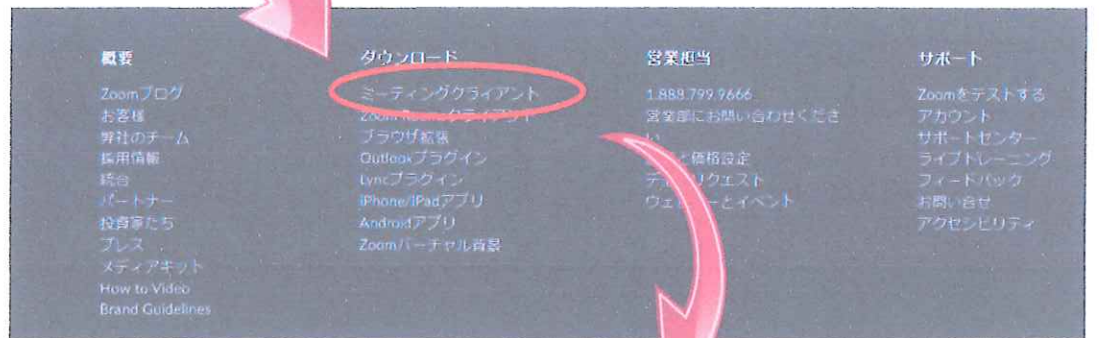 概要
Zoomブログ
お客様
弊社のチーム
採用情報
統合
パートナー
投資家たち
プレス
メディアキット
How to Video
Brand Guidelines
ダウンロード
ミーティングクライアント
Zoom Roomsクライアント
ブラウザ拡張
Outlookプラグイン
Lyncプラグイン
iPhone/iPadアプリ
Androidアプリ
Zoomバーチャル背景
営業担当
1.888.799.9666
営業部にお問い合わせくださ
い
と価格設定
リクエスト
とイベント
サポート
Zoomをテストする
アカウント
サポートセンター
ライブトレーニング
フィードバック
お問い合せ
アクセシビリティ